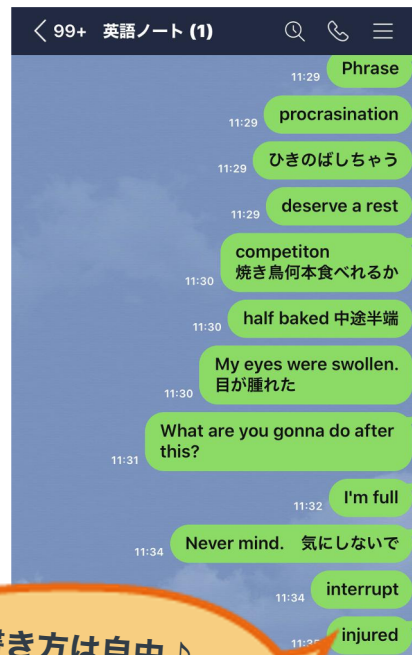 99+ 英語ノート (1)
Phrase
11:29
procrasination
11:29
ひきのばしちゃう
11:29
deserve a rest
11:29
competiton
焼き鳥何本食べれるか
11:30
half baked 中途半端
11:30
My eyes were swollen.
目が腫れた
11:30
What are you gonna do after
this?
11:31
I'm full
11:32
Never mind. 気にしないで
11:34
interrupt
11:34
injured
書き方は自由♪